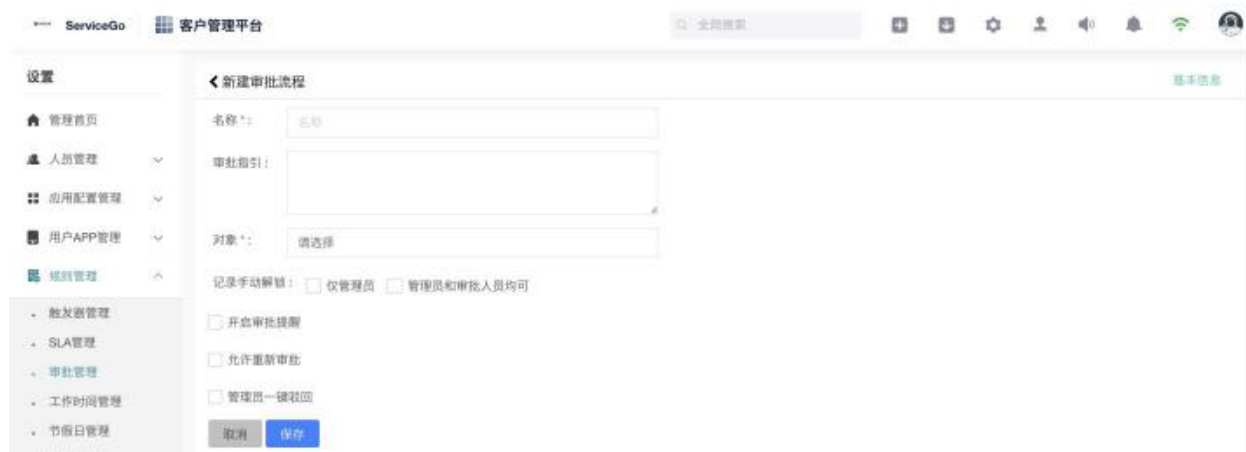 ServiceGo 客户管理平台 全局搜索
设置
新建审批流程 基本信息
管理首页
名称*： 名称
人员管理
审批指引：
应用配置管理
用户APP管理
对象*： 请选择
规则管理
记录手动解锁： 仅管理员 管理员和审批人员均可
触发器管理
开启审批提醒
SLA管理
允许重新审批
审批管理
管理员一键驳回
工作时间管理
节假日管理
取消 保存